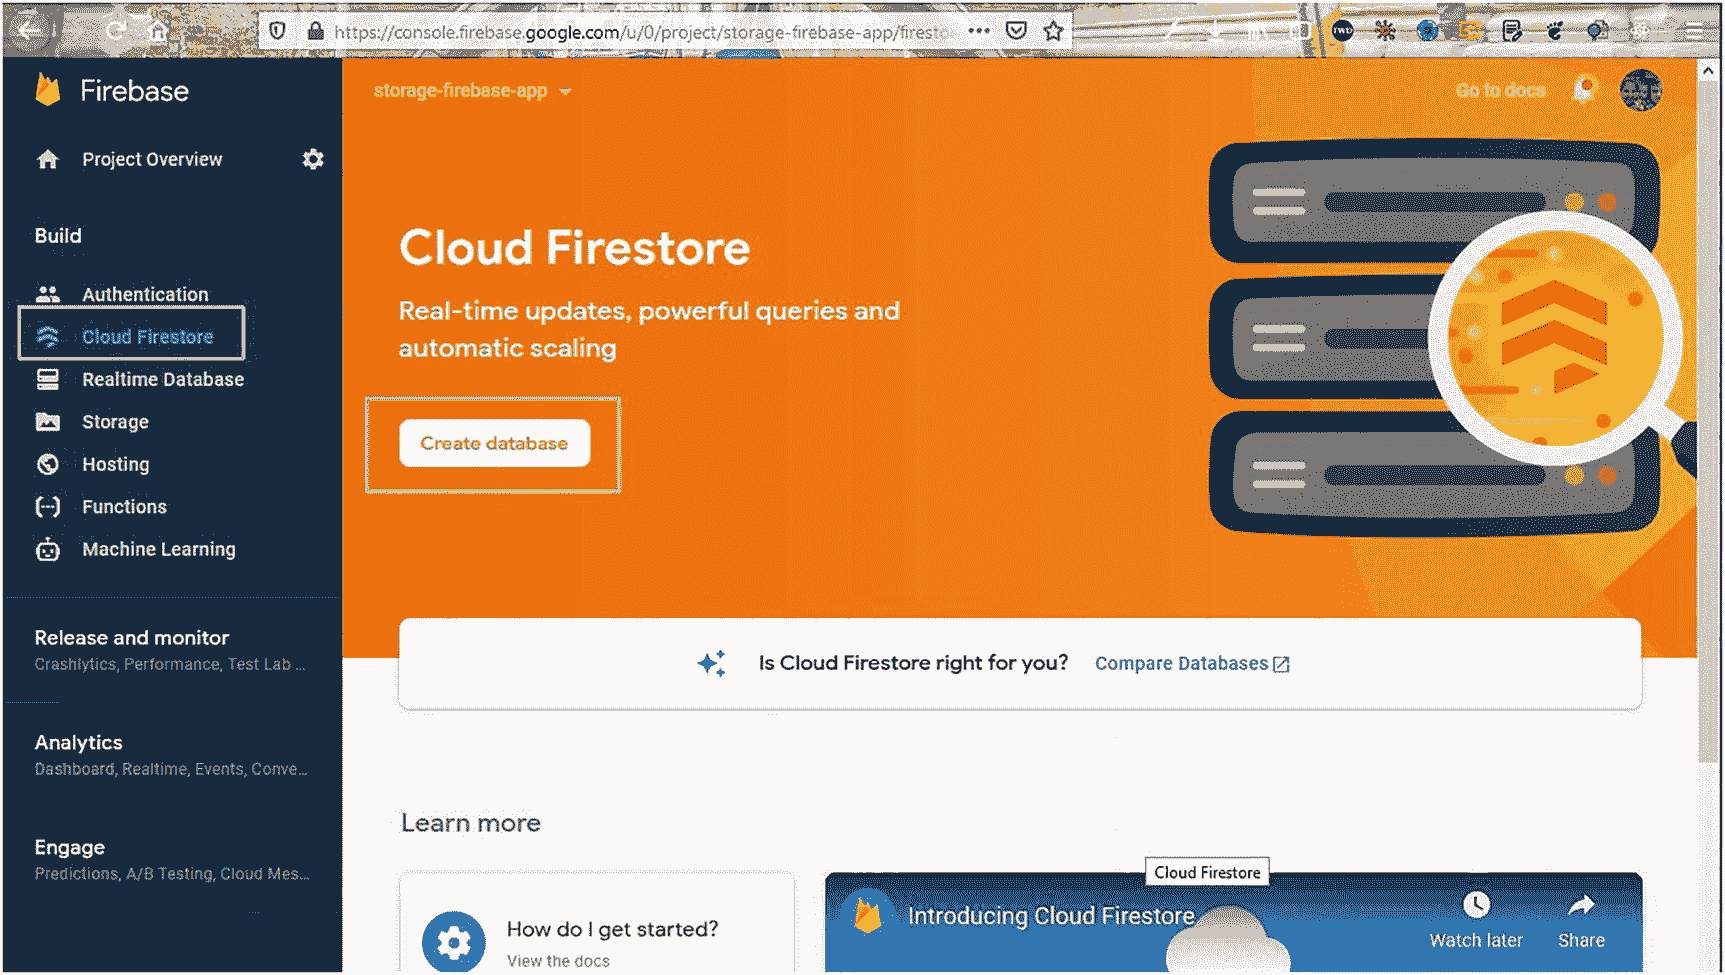 https://console.firebase.google.com/u/0/project/storage-firebase-app/firesto
Firebase
storage-firebase-app
Go to docs
Project Overview
Build
Authentication
Cloud Firestore
Realtime Database
Storage
Hosting
Functions
Machine Learning
Release and monitor
Crashlytics, Performance, Test Lab ...
Analytics
Dashboard, Realtime, Events, Conve...
Engage
Predictions, A/B Testing, Cloud Mes...
Cloud Firestore
Real-time updates, powerful queries and
automatic scaling
Create database
Is Cloud Firestore right for you? Compare Databases
Learn more
How do I get started?
View the docs
Cloud Firestore
Introducing Cloud Firestore
Watch later
Share